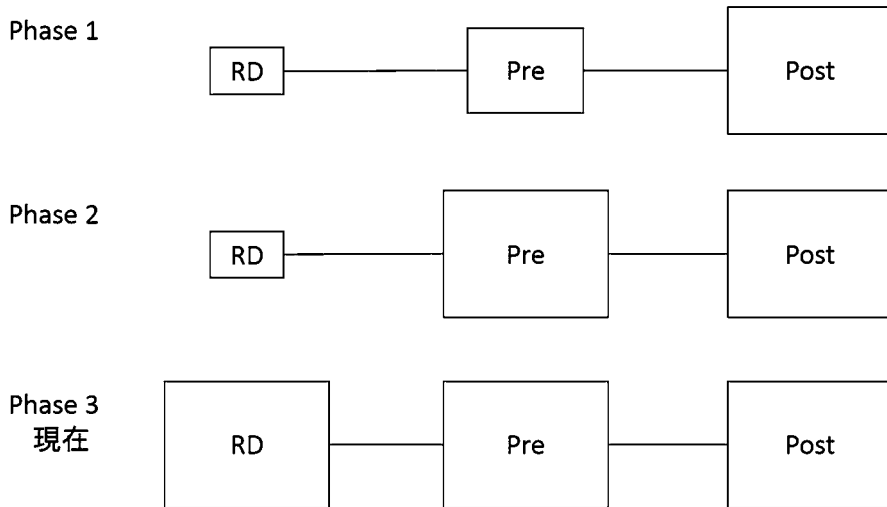 Phase 1
RD
Pre
Post
Phase 2
RD
Pre
Post
Phase 3
現在
RD
Pre
Post